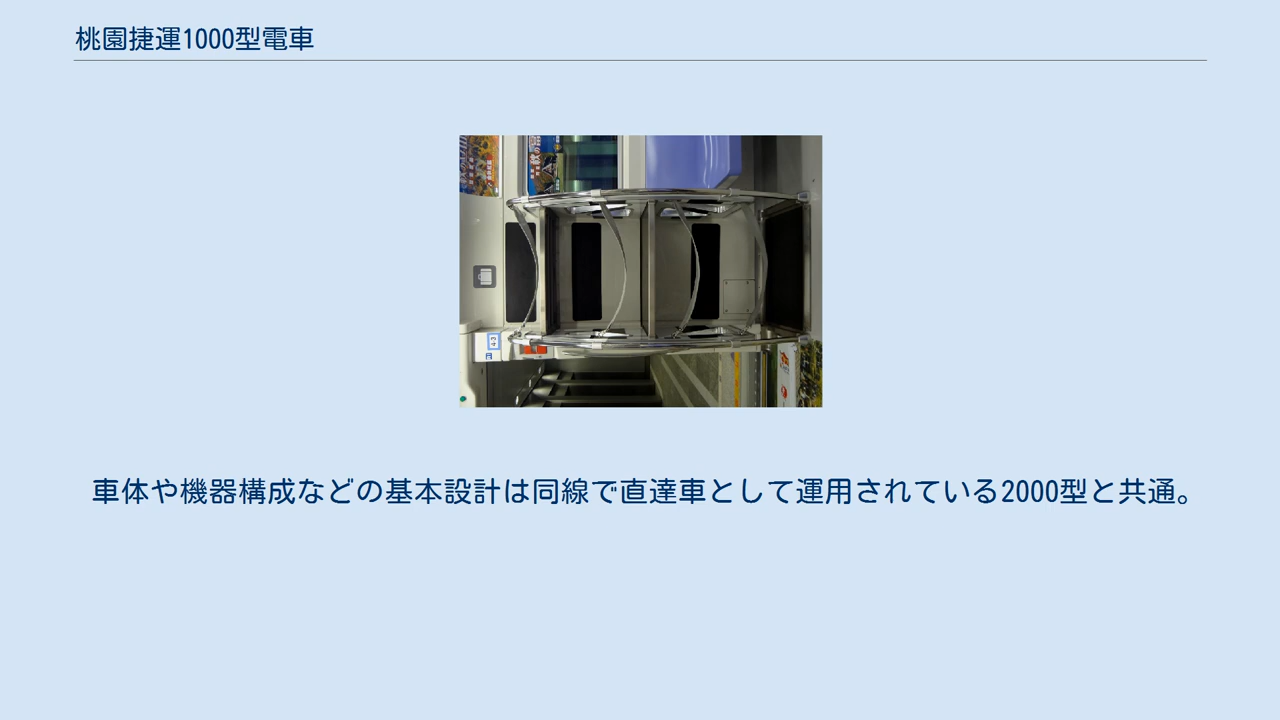 桃園捷運1000型電車
車体や機器構成などの基本設計は同線で直達車として運用されている2000型と共通。